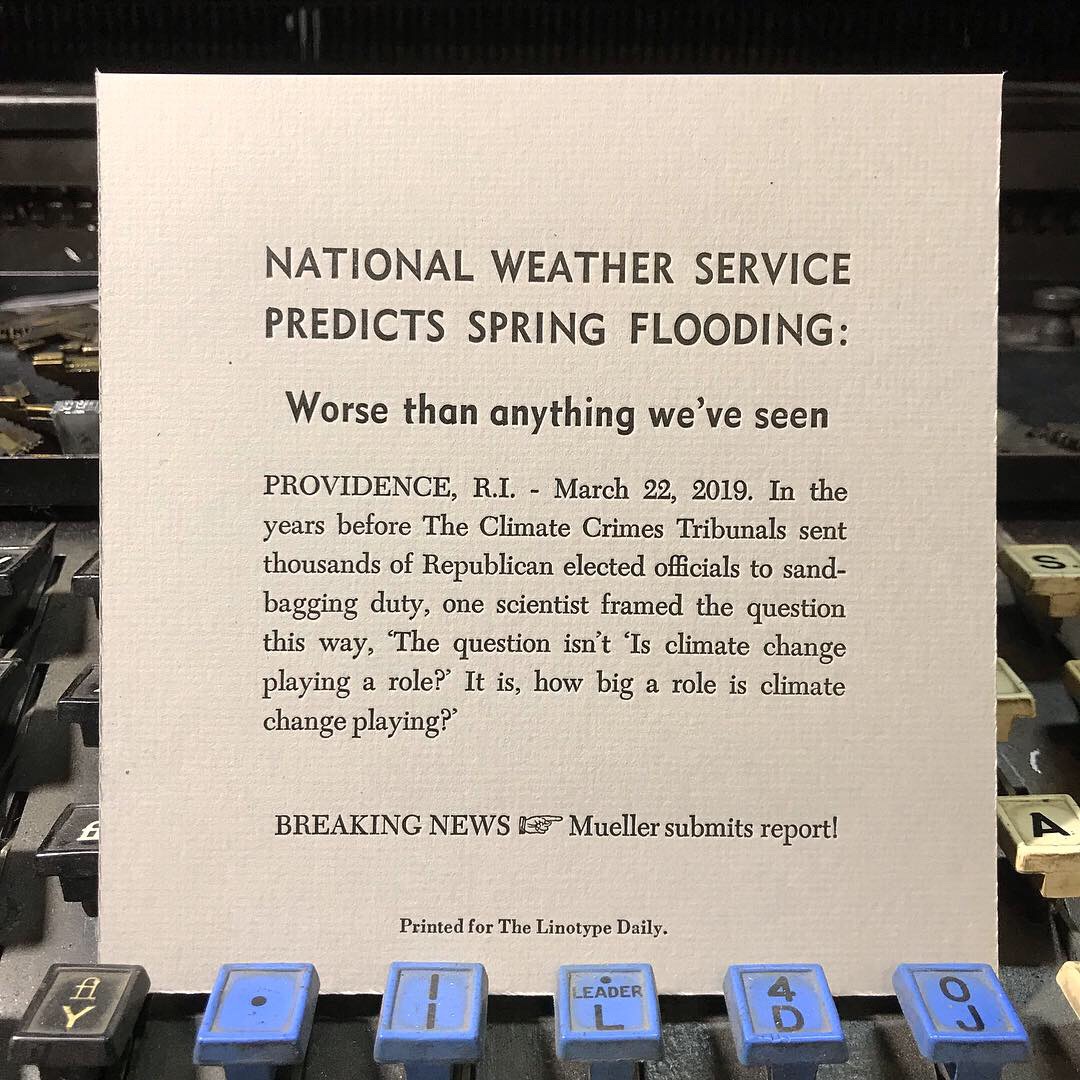 NATIONAL WEATHER SERVICE
PREDICTS SPRING FLOODING:
Worse than anything we’ve seen
PROVIDENCE, R.I. - March 22, 2019. In the
years before The Climate Crimes Tribunals sent
thousands of Republican elected officials to sand-
bagging duty, one scientist framed the question
this way, ‘The question isn’t ‘Is climate change
playing a role?’ It is, how big a role is climate
change playing?’
BREAKING NEWS ☞ Mueller submits report!
Printed for The Linotype Daily.
S
A
fi
fl Y
LEADER L
4 D
0 J